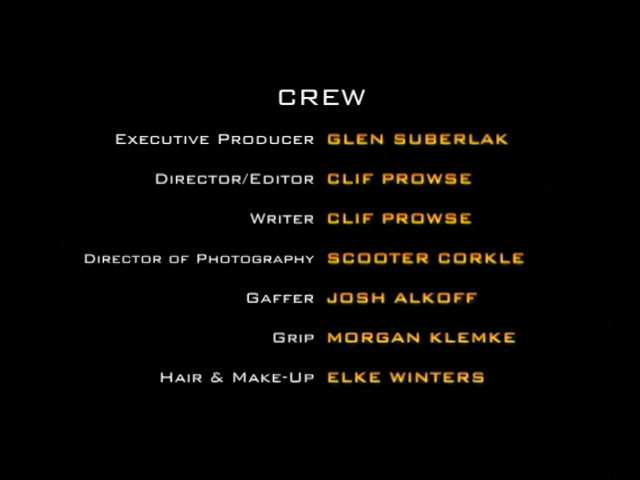 CREW
EXECUTIVE PRODUCER GLEN SUBERLAK
DIRECTOR/EDITOR CLIF PROWSE
WRITER CLIF PROWSE
DIRECTOR OF PHOTOGRAPHY SCOOTER CORKLE
GAFFER JOSH ALKOFF
GRIP MORGAN KLEMKE
HAIR & MAKE-UP ELKE WINTERS